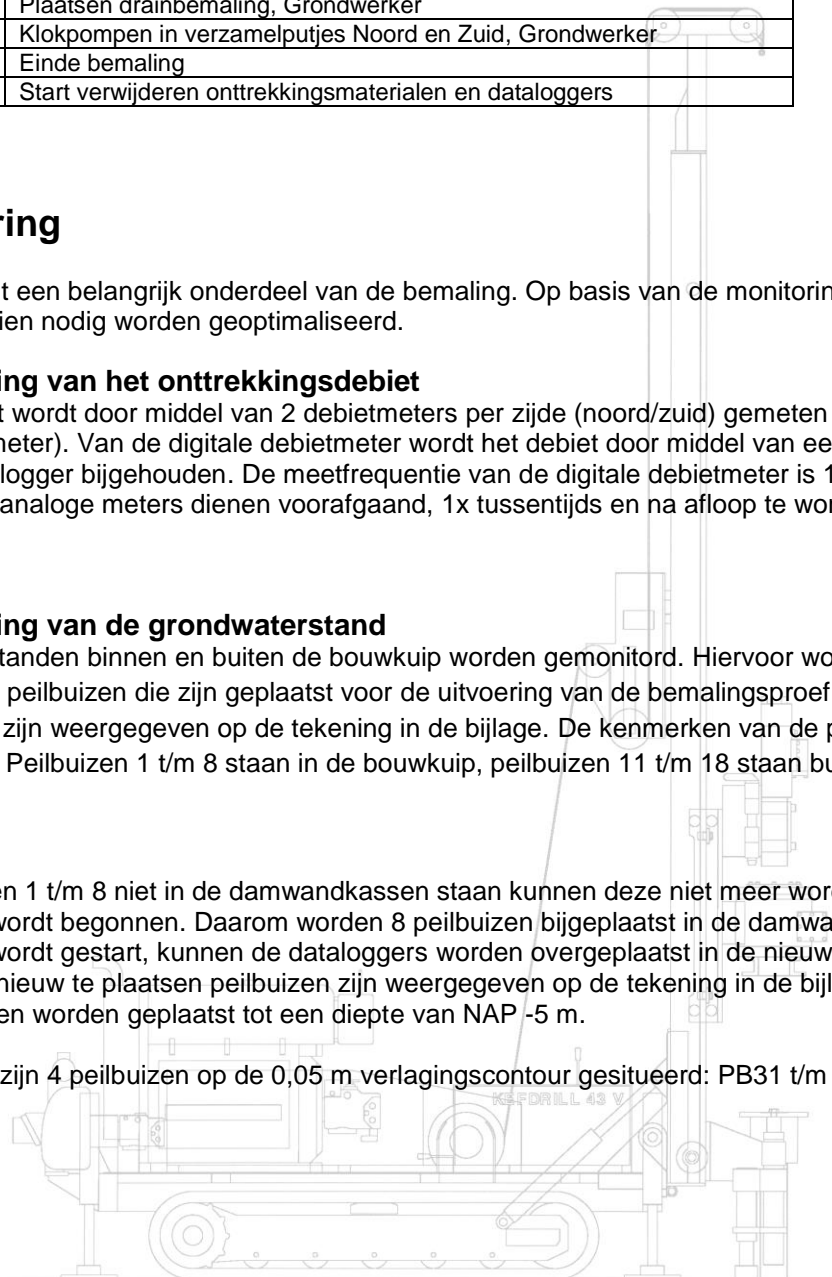 Plaatsen drainbemaling, Grondwerker
Klokpompen in verzamelputjes Noord en Zuid, Grondwerker
Einde bemaling
Start verwijderen onttrekkingsmaterialen en dataloggers
ring
t een belangrijk onderdeel van de bemaling. Op basis van de monitorin
ien nodig worden geoptimaliseerd.
ing van het onttrekkingsdebiet
t wordt door middel van 2 debietmeters per zijde (noord/zuid) gemeten
meter). Van de digitale debietmeter wordt het debiet door middel van ee
logger bijgehouden. De meetfrequentie van de digitale debietmeter is 1
analoge meters dienen voorafgaand, 1x tussentijds en na afloop te wor
ing van de grondwaterstand
tanden binnen en buiten de bouwkuip worden gemonitord. Hiervoor wo
peilbuizen die zijn geplaatst voor de uitvoering van de bemalingsproef
zijn weergegeven op de tekening in de bijlage. De kenmerken van de p
Peilbuizen 1 t/m 8 staan in de bouwkuip, peilbuizen 11 t/m 18 staan bu
en 1 t/m 8 niet in de damwandkassen staan kunnen deze niet meer word
wordt begonnen. Daarom worden 8 peilbuizen bijgeplaatst in de damwa
wordt gestart, kunnen de dataloggers worden overgeplaatst in de nieuw
nieuw te plaatsen peilbuizen zijn weergegeven op de tekening in de bijl
en worden geplaatst tot een diepte van NAP -5 m.
zijn 4 peilbuizen op de 0,05 m verlagingscontour gesitueerd: PB31 t/m
KEFDRILL 43 V